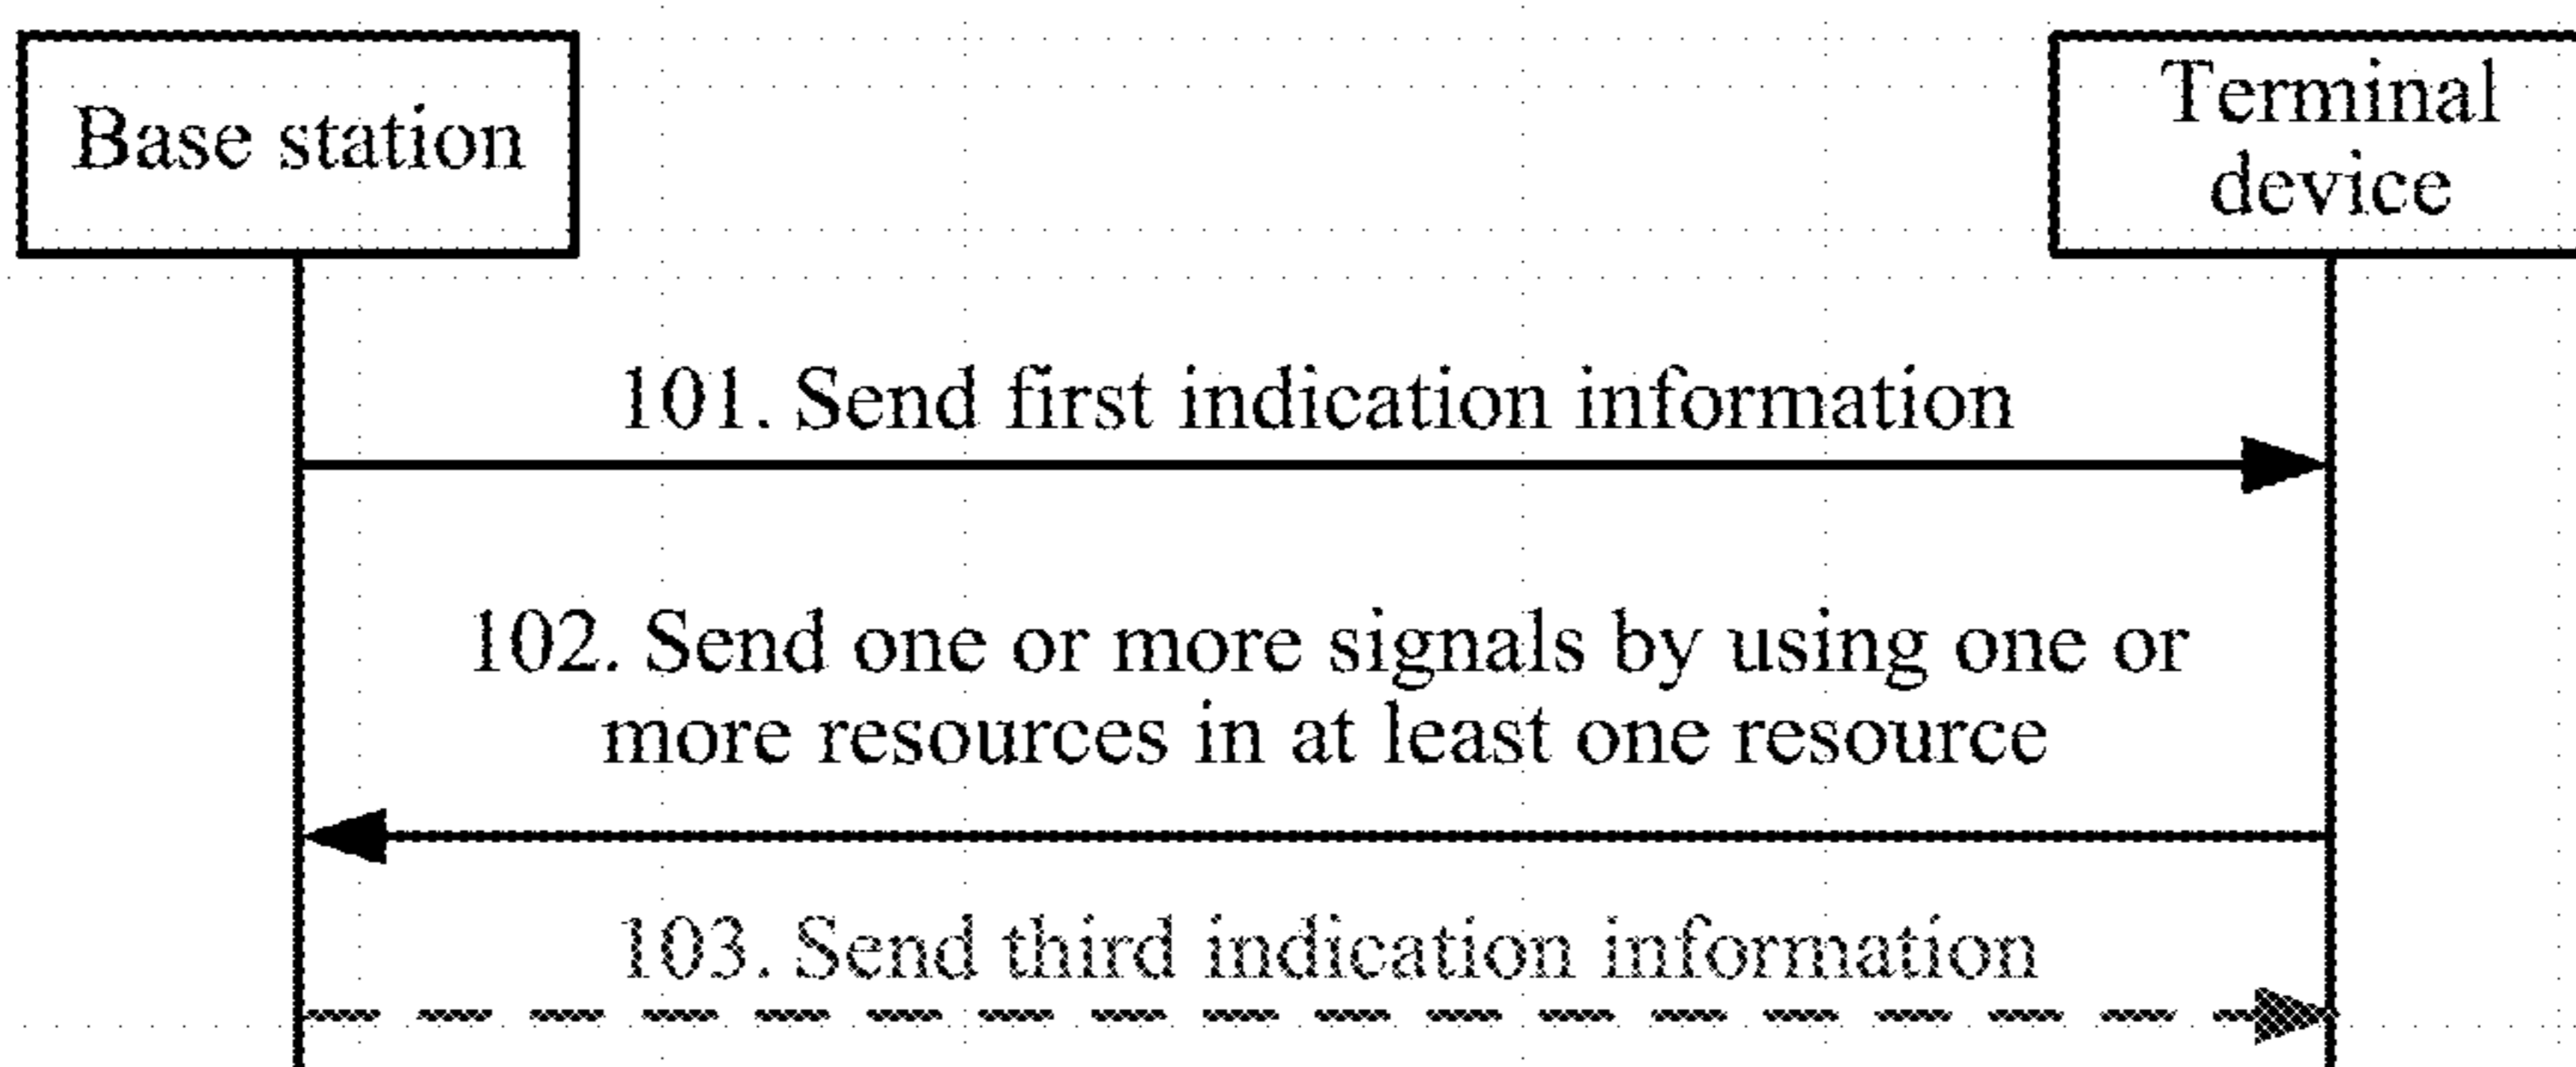 Base station
Terminal
device
101. Send first indication information
102. Send one or more signals by using one or
more resources in at least one resource
103. Send third indication information